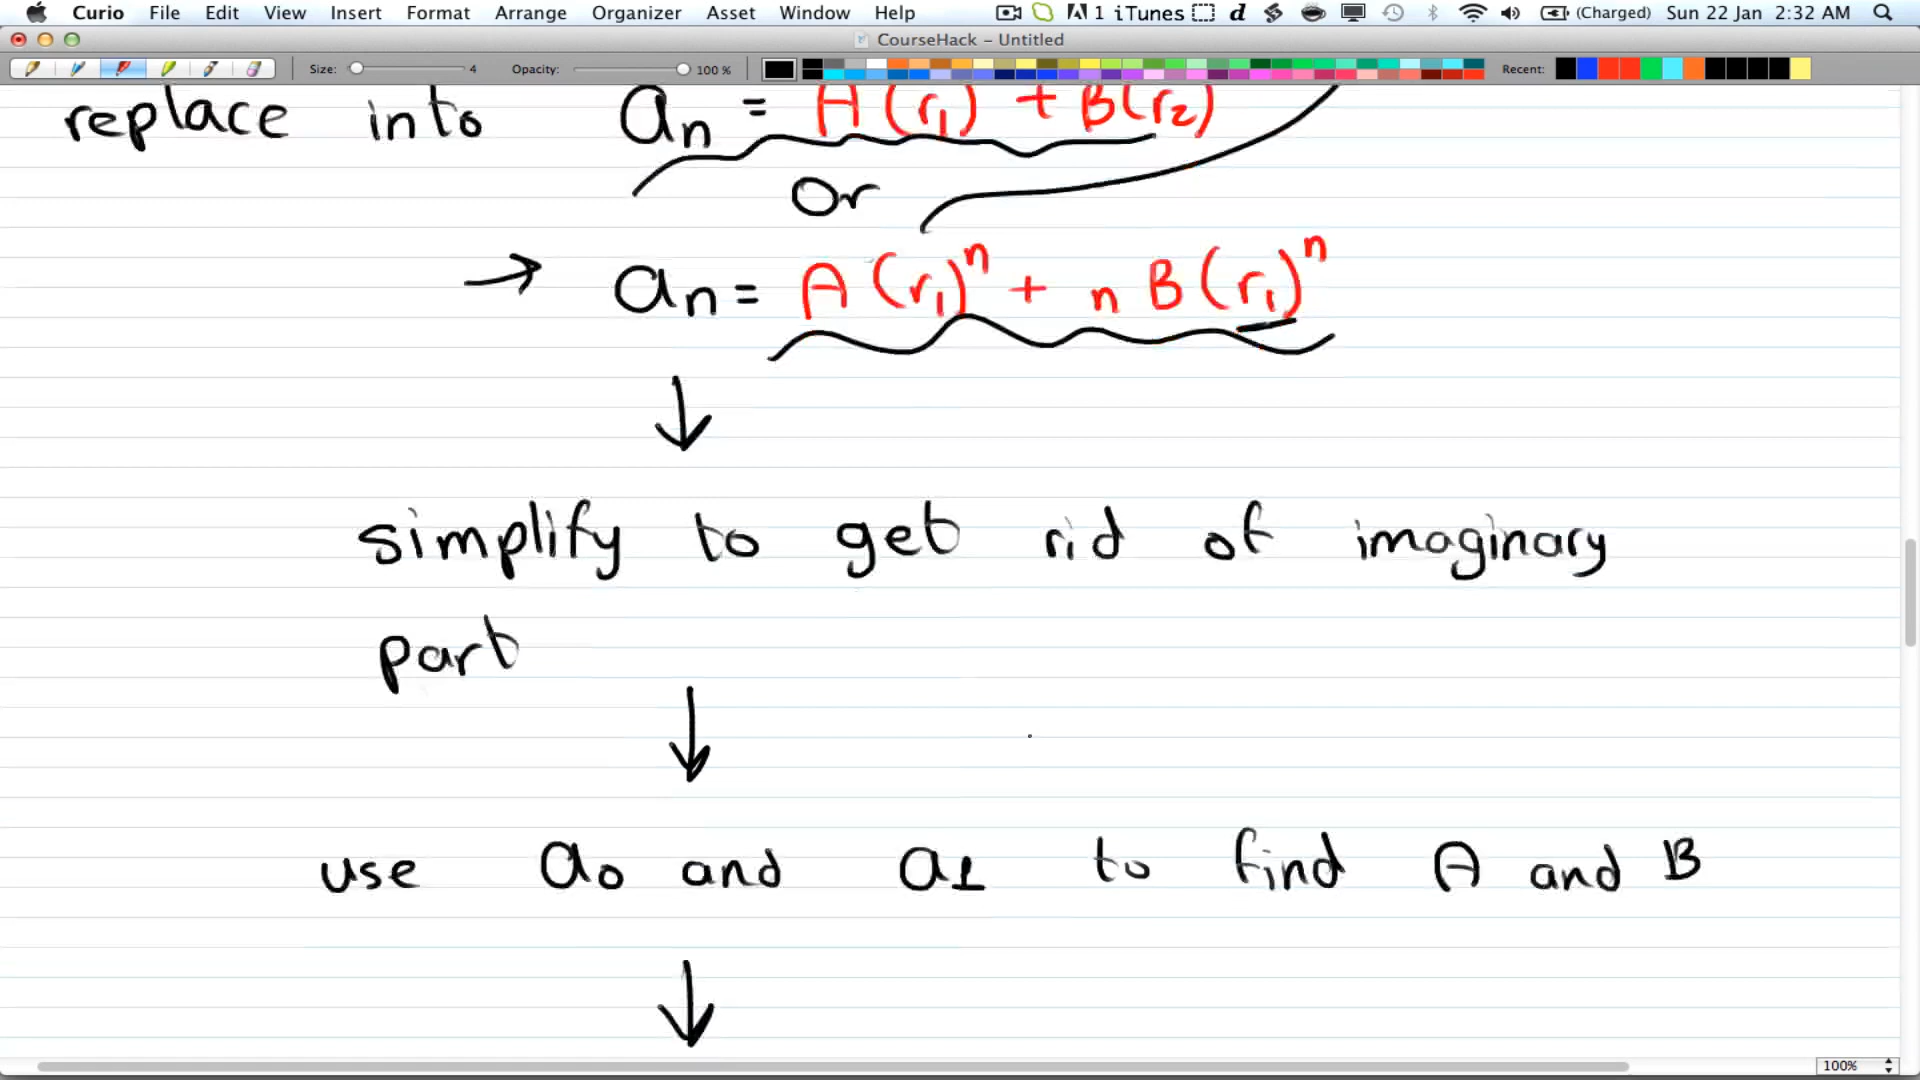 Curio File Edit View Insert Format Arrange Organizer Asset Window Help 1 iTunes d (Charged) Sun 22 Jan 2:32 AM
CourseHack – Untitled
Size: 4 Opacity: 100 % Recent:
replace into an = A(r1) + B(r2)
Or
→ an = A(r1)^n + nB(r1)^n
↓
simplify to get rid of imaginary
part
↓
use a0 and a1 to find A and B
↓
100%